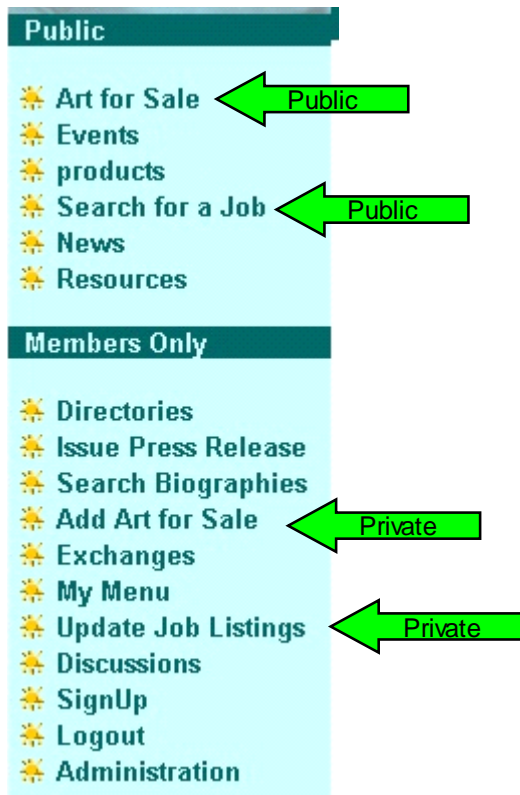 Public
Art for Sale Public
Events
products
Search for a Job Public
News
Resources
Members Only
Directories
Issue Press Release
Search Biographies
Add Art for Sale Private
Exchanges
My Menu
Update Job Listings Private
Discussions
SignUp
Logout
Administration